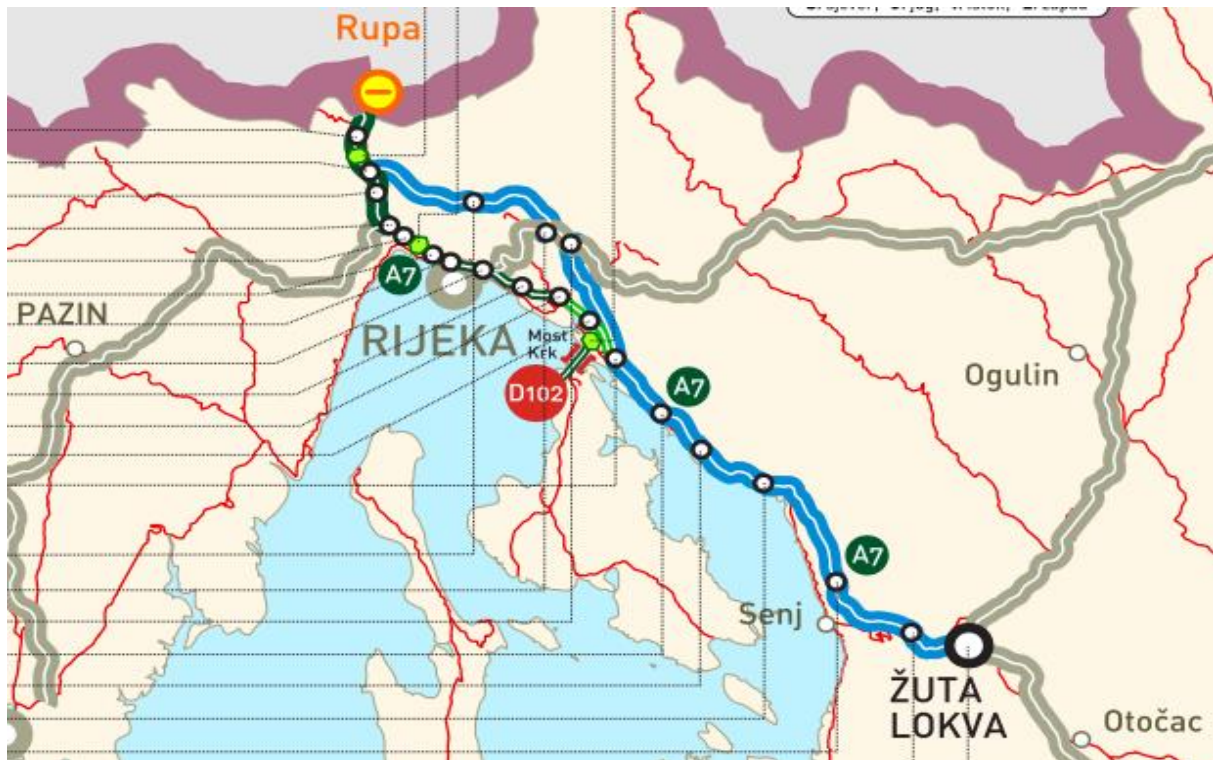 Rupa
A7
PAZIN
RIJEKA
Most
Krk
D102
A7
Ogulin
A7
Senj
ŽUTA
LOKVA
Otočac